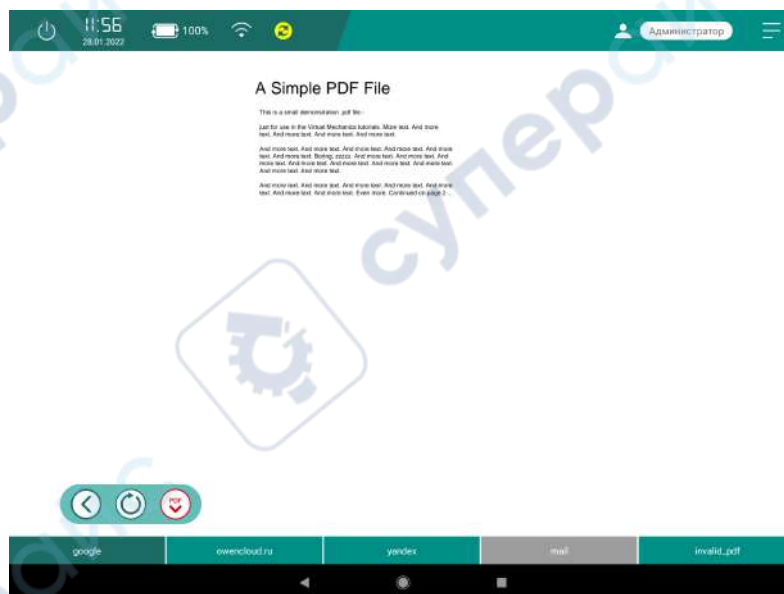 11:56
28.01.2022
100%
Администратор
A Simple PDF File
This is a small demonstration .pdf file -
just for use in the Virtual Mechanics tutorials. More text. And more
text. And more text. And more text. And more text.
And more text. And more text. And more text. And more text. And more
text. And more text. Boring, zzzzz. And more text. And more text. And
more text. And more text. And more text. And more text. And more text.
And more text. And more text.
And more text. And more text. And more text. And more text. And more
text. And more text. And more text. Even more. Continued on page 2 ...
супер
PDF
google
owencloud.ru
yandex
mail
invalid_pdf